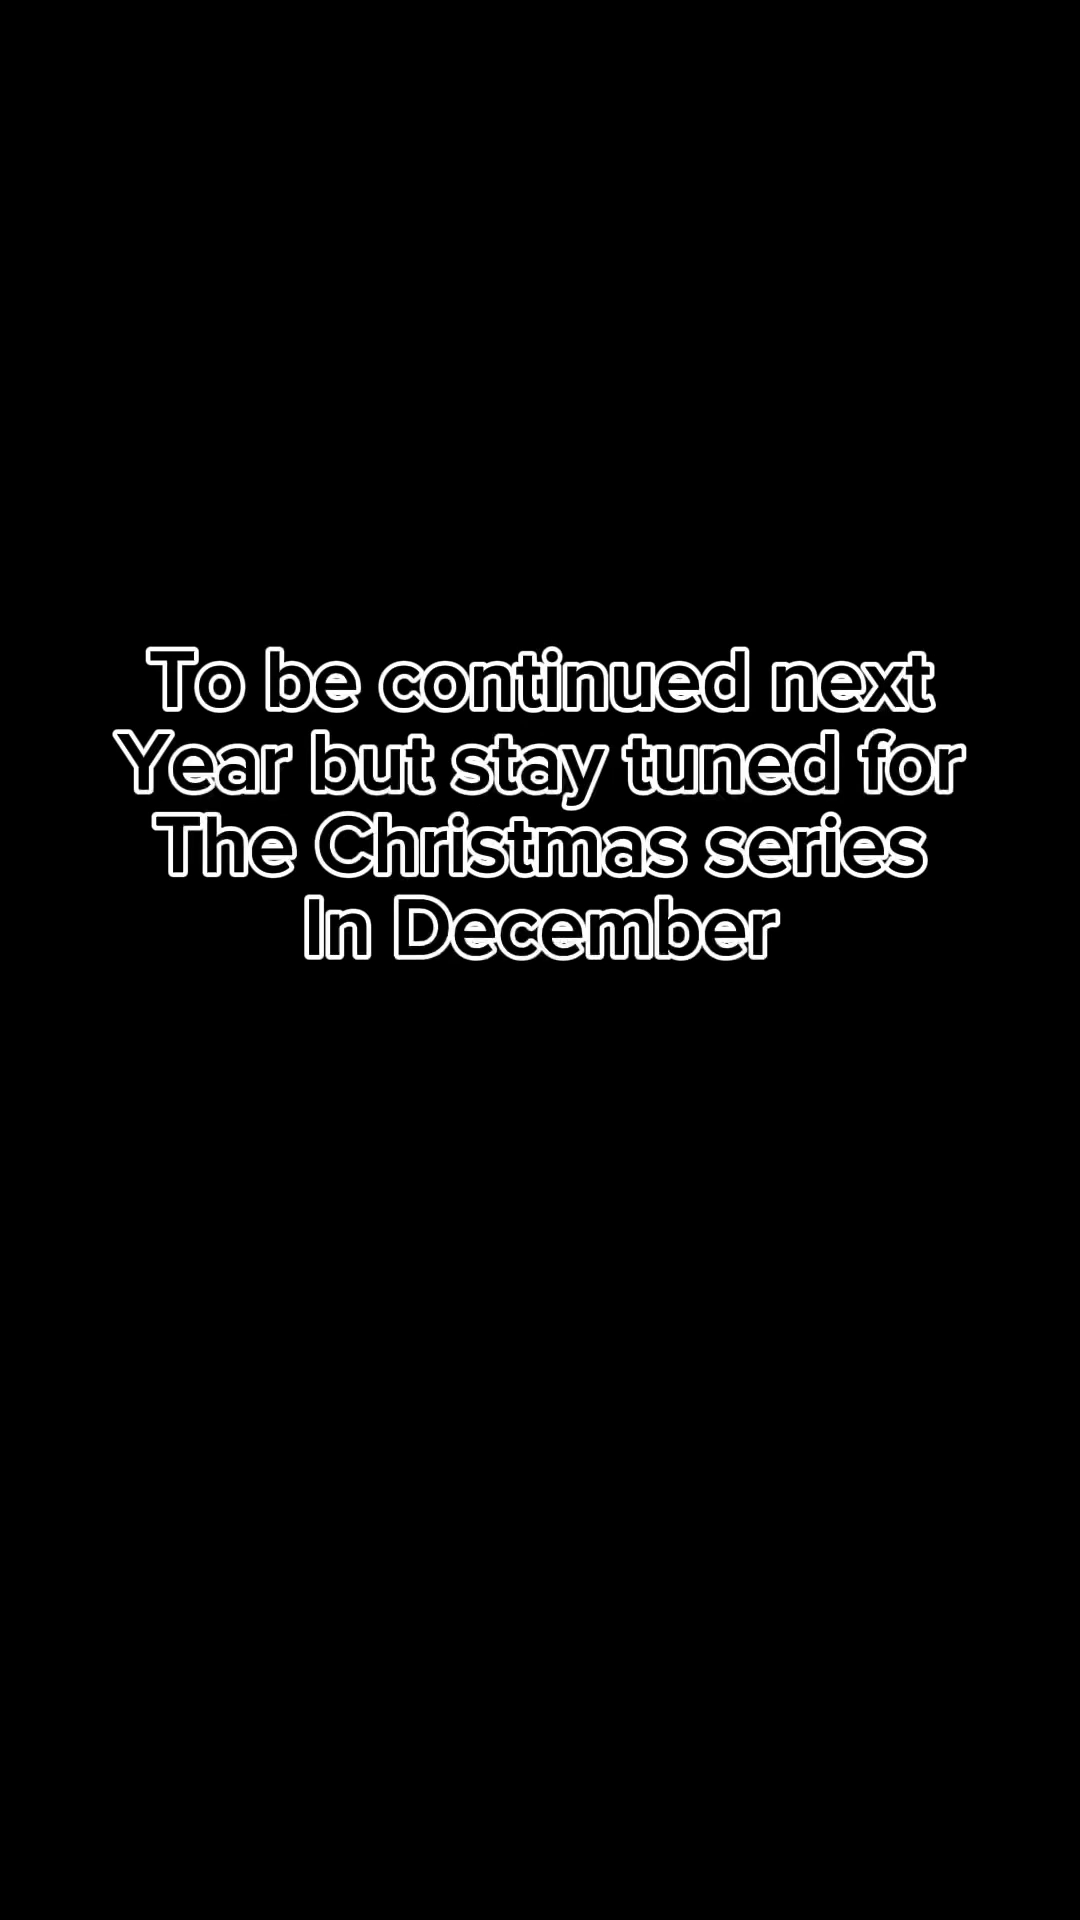 To be continued next
Year but stay tuned for
The Christmas series
In December